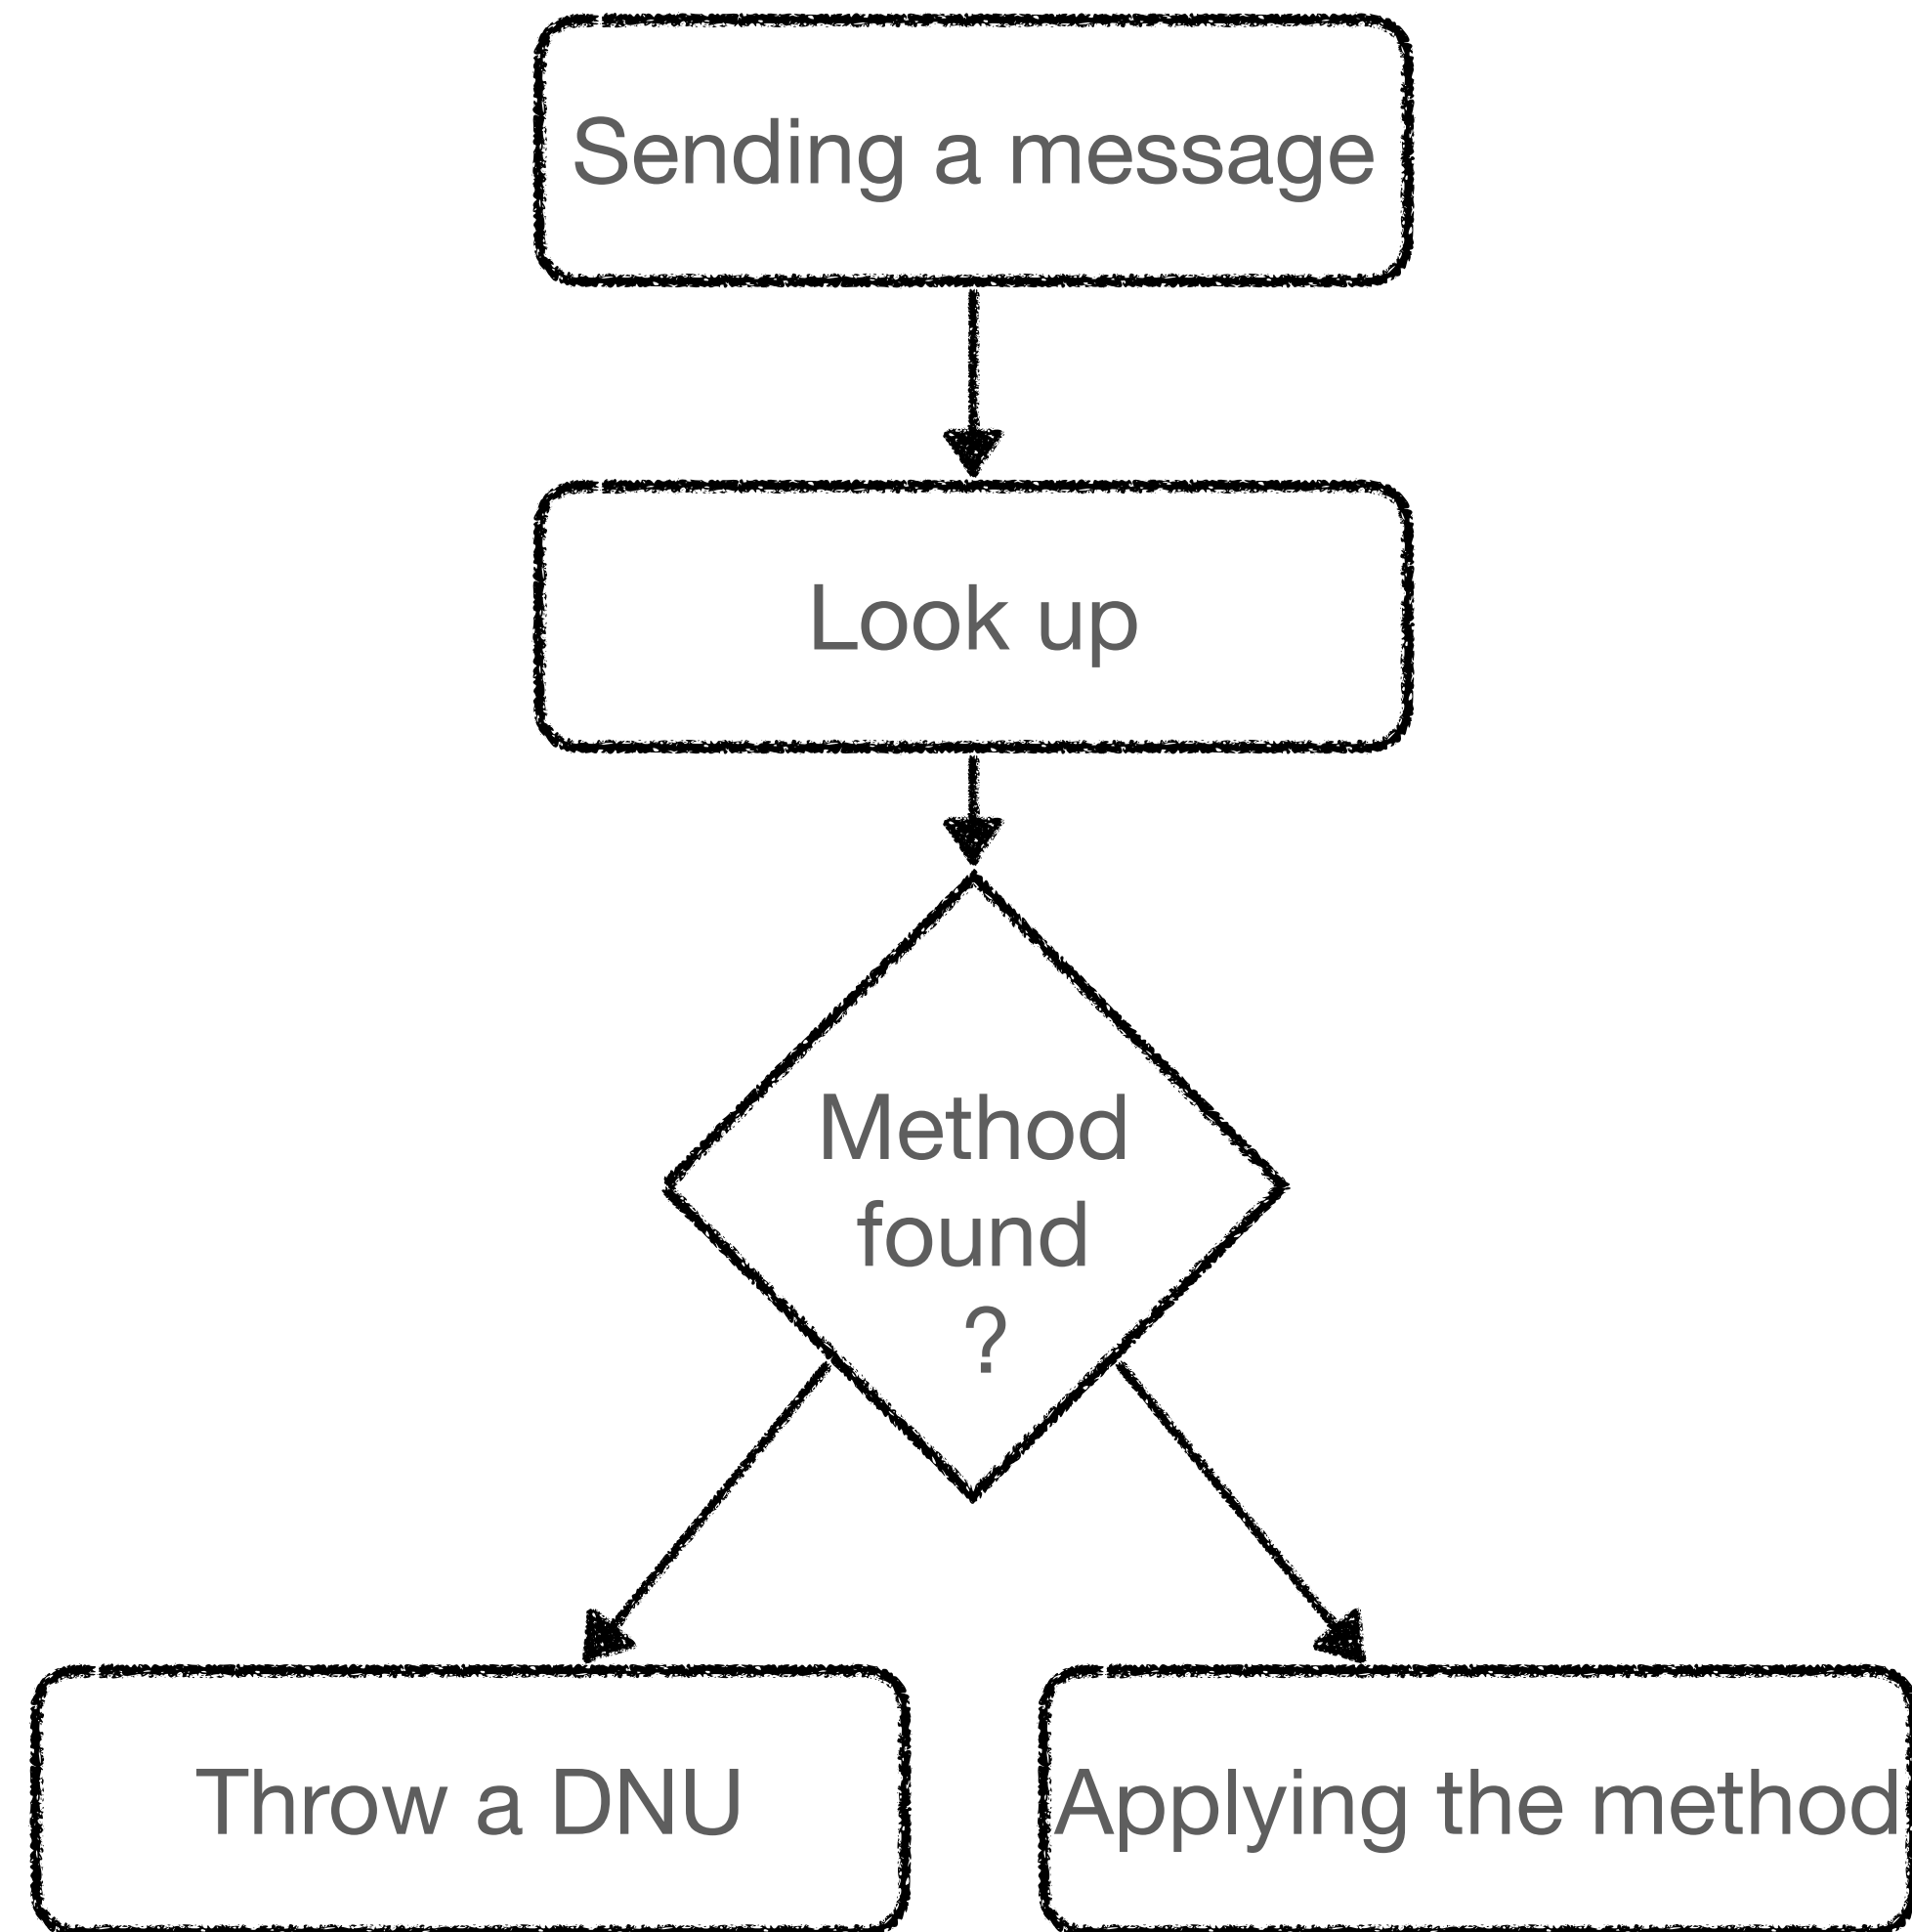 Sending a message
Look up
Method
found
?
Throw a DNU
Applying the method